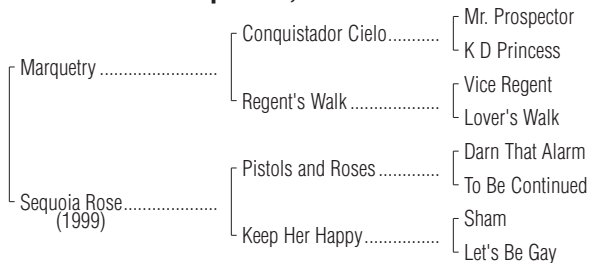 Mr. Prospector
Conquistador Cielo...........
K D Princess
Marquetry .......................
Vice Regent
Regent's Walk .................
Lover's Walk
Darn That Alarm
Pistols and Roses ............
To Be Continued
Sequoia Rose...................
(1999)
Sham
Keep Her Happy...............
Let's Be Gay